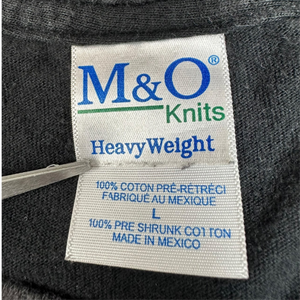 M&O®
Knits
HeavyWeight
100% COTON PRÉ-RÉTRÉCI
FABRIQUÉ AU MEXIQUE
L
100% PRE SHRUNK COTTON
MADE IN MEXICO